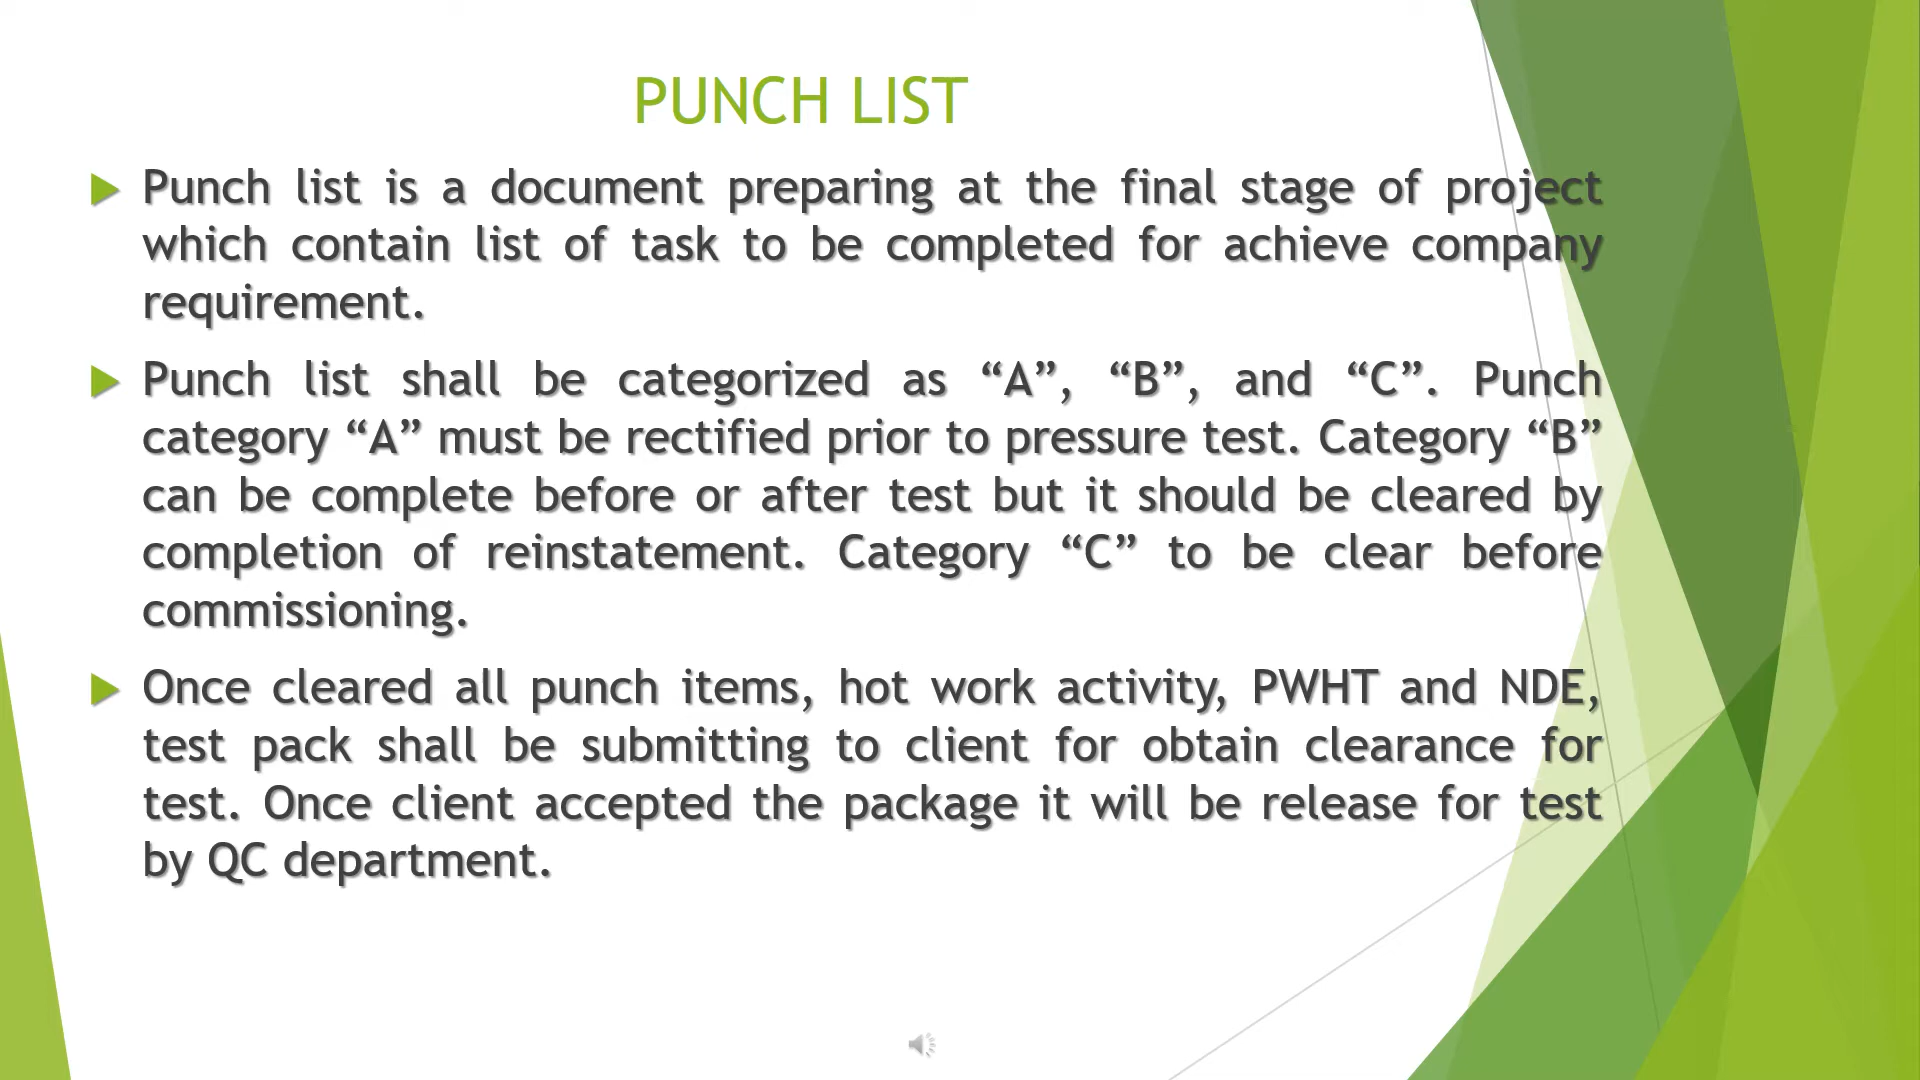 PUNCH LIST
Punch list is a document preparing at the final stage of project
which contain list of task to be completed for achieve company
requirement.
Punch list shall be categorized as “A”, “B”, and “C”. Punch
category “A” must be rectified prior to pressure test. Category “B”
can be complete before or after test but it should be cleared by
completion of reinstatement. Category “C” to be clear before
commissioning.
Once cleared all punch items, hot work activity, PWHT and NDE,
test pack shall be submitting to client for obtain clearance for
test. Once client accepted the package it will be release for test
by QC department.